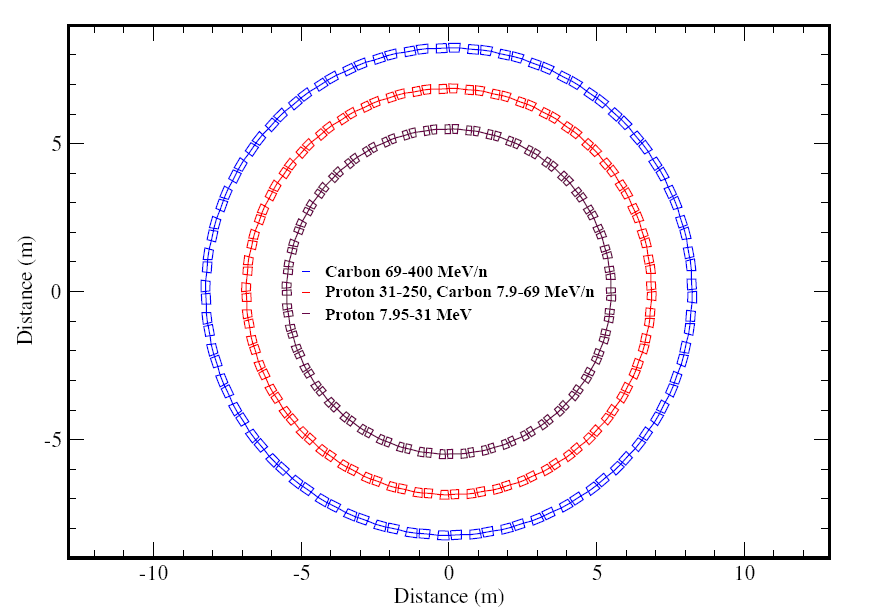 5
0
-5
Distance (m)
– Carbon 69-400 MeV/n
– Proton 31-250, Carbon 7.9-69 MeV/n
– Proton 7.95-31 MeV
-10 -5 0 5 10
Distance (m)